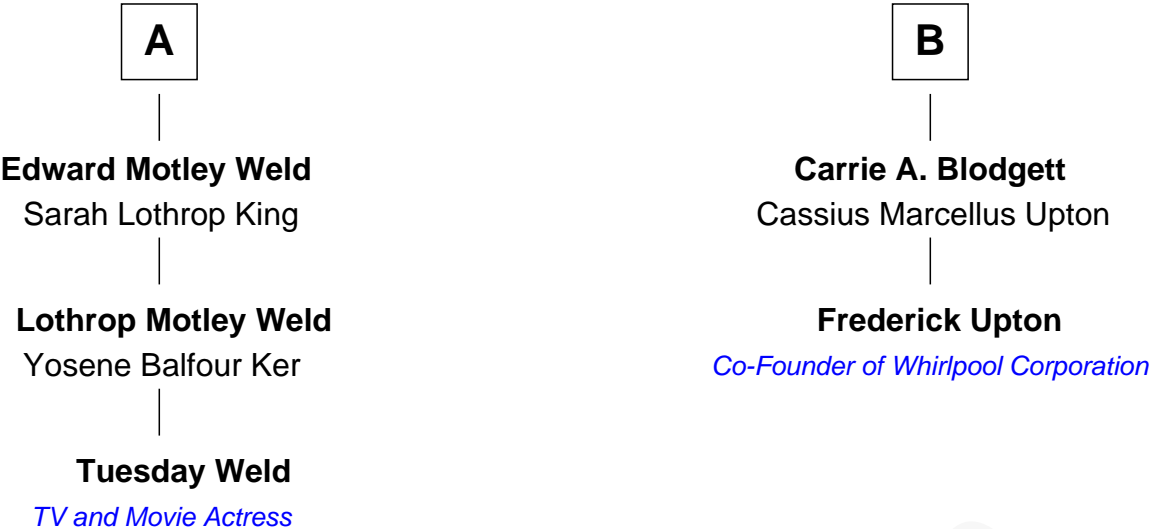 A
Edward Motley Weld
Sarah Lothrop King
Lothrop Motley Weld
Yosene Balfour Ker
Tuesday Weld
TV and Movie Actress
B
Carrie A. Blodgett
Cassius Marcellus Upton
Frederick Upton
Co-Founder of Whirlpool Corporation